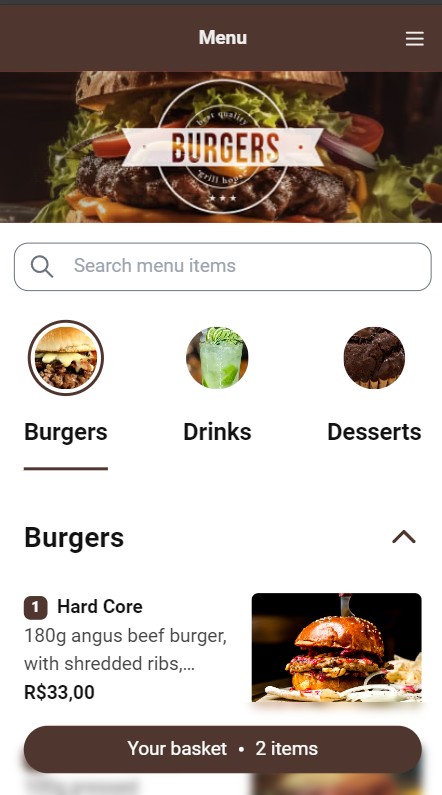 Menu
best quality
BURGERS
grill house
Search menu items
Burgers
Drinks
Desserts
Burgers
1 Hard Core
180g angus beef burger,
with shredded ribs,...
R$33,00
Your basket • 2 items